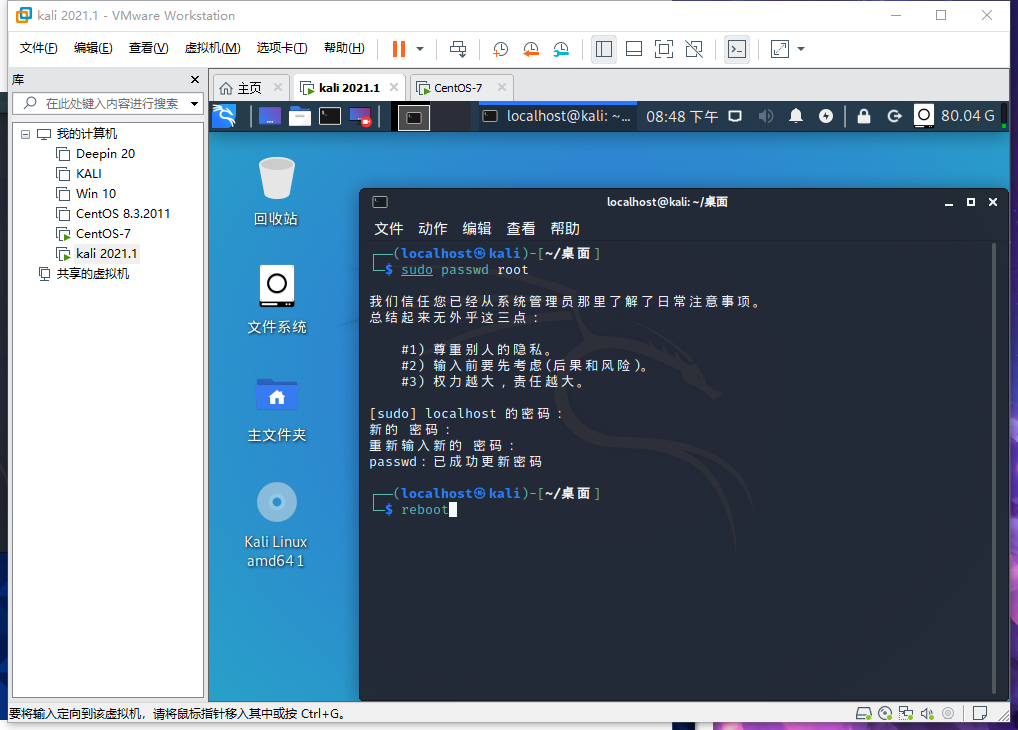 kali 2021.1 - VMware Workstation
文件(F) 编辑(E) 查看(V) 虚拟机(M) 选项卡(T) 帮助(H)
库
在此处键入内容进行搜索
我的计算机
Deepin 20
KALI
Win 10
CentOS 8.3.2011
CentOS-7
kali 2021.1
共享的虚拟机
主页 kali 2021.1 CentOS-7
localhost@kali: ~... 08:48 下午 80.04 G
回收站
文件系统
主文件夹
Kali Linux
amd64 1
localhost@kali: ~/桌面
文件 动作 编辑 查看 帮助
┌──(localhost㉿kali)-[~/桌面]
└─$ sudo passwd root
我们信任您已经从系统管理员那里了解了日常注意事项。
总结起来无外乎这三点：
#1) 尊重别人的隐私。
#2) 输入前要先考虑(后果和风险)。
#3) 权力越大，责任越大。
[sudo] localhost 的密码：
新的 密码：
重新输入新的 密码：
passwd：已成功更新密码
┌──(localhost㉿kali)-[~/桌面]
└─$ reboot
要将输入定向到该虚拟机，请将鼠标指针移入其中或按 Ctrl+G。